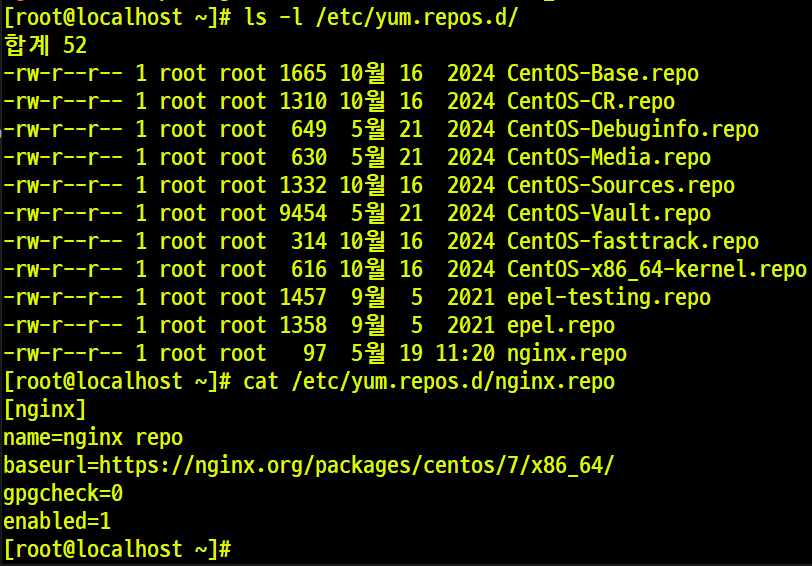 [root@localhost ~]# ls -l /etc/yum.repos.d/
합계 52
-rw-r--r-- 1 root root 1665 10월 16  2024 CentOS-Base.repo
-rw-r--r-- 1 root root 1310 10월 16  2024 CentOS-CR.repo
-rw-r--r-- 1 root root  649  5월 21  2024 CentOS-Debuginfo.repo
-rw-r--r-- 1 root root  630  5월 21  2024 CentOS-Media.repo
-rw-r--r-- 1 root root 1332 10월 16  2024 CentOS-Sources.repo
-rw-r--r-- 1 root root 9454  5월 21  2024 CentOS-Vault.repo
-rw-r--r-- 1 root root  314 10월 16  2024 CentOS-fasttrack.repo
-rw-r--r-- 1 root root  616 10월 16  2024 CentOS-x86_64-kernel.repo
-rw-r--r-- 1 root root 1457  9월  5  2021 epel-testing.repo
-rw-r--r-- 1 root root 1358  9월  5  2021 epel.repo
-rw-r--r-- 1 root root   97  5월 19 11:20 nginx.repo
[root@localhost ~]# cat /etc/yum.repos.d/nginx.repo
[nginx]
name=nginx repo
baseurl=https://nginx.org/packages/centos/7/x86_64/
gpgcheck=0
enabled=1
[root@localhost ~]#